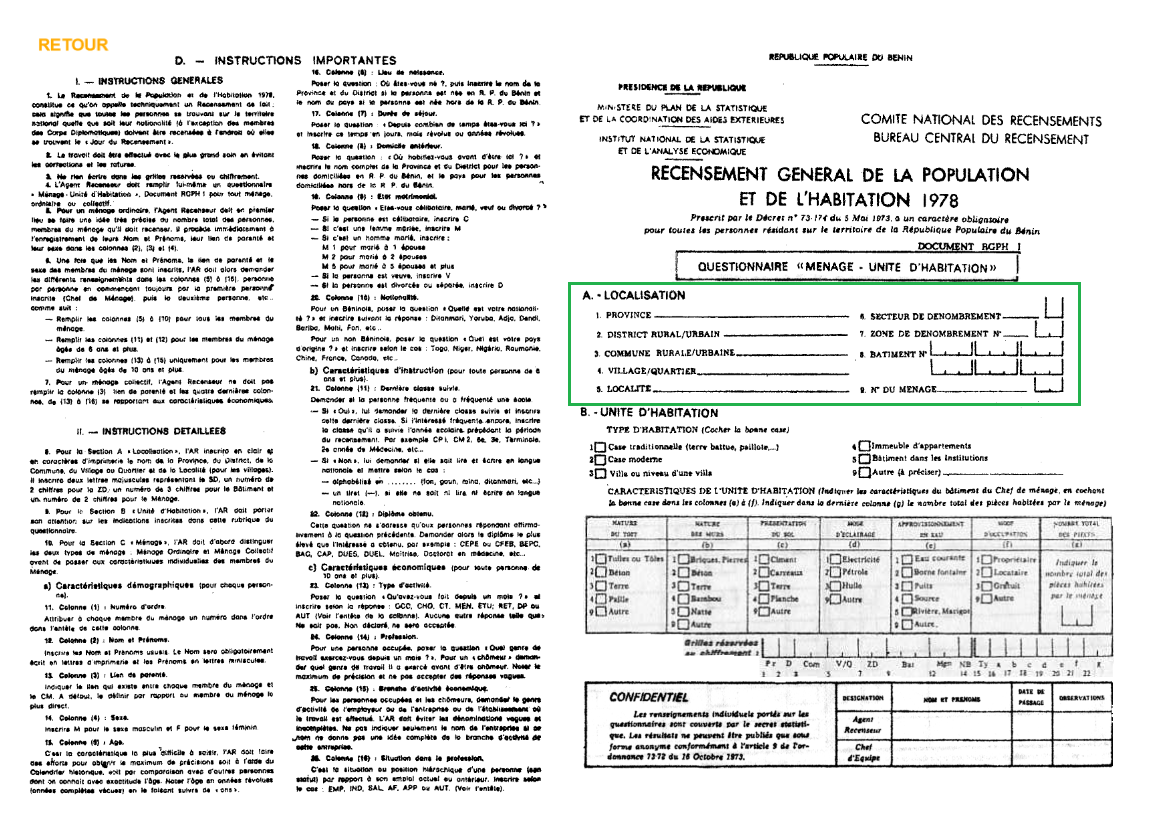 RETOUR
D. — INSTRUCTIONS IMPORTANTES
I. — INSTRUCTIONS GENERALES
1. Le Recensement de la Population et de l'Habitation 1978,
constitue ce qu'on appelle techniquement un Recensement de fait ;
cela signifie que toutes les personnes se trouvant sur le territoire
national quelle que soit leur nationalité (à l'exception des membres
des Corps Diplomatiques) doivent être recensées à l'endroit où elles
se trouvent le « Jour du Recensement ».
2. Le travail doit être effectué avec le plus grand soin en évitant
les corrections et les ratures.
3. Ne rien écrire dans les grilles réservées au chiffrement.
4. L'Agent Recenseur doit remplir lui-même un questionnaire
« Ménage - Unité d'Habitation », Document RGPH 1 pour tout ménage,
ordinaire ou collectif.
5. Pour un ménage ordinaire, l'Agent Recenseur doit en premier
lieu se faire une idée très précise du nombre total des personnes,
membres du ménage qu'il doit recenser. Il procède immédiatement à
l'enregistrement de leurs Nom et Prénoms, leur lien de parenté et
leur sexe dans les colonnes (2), (3) et (4).
6. Une fois que les Nom et Prénoms, le lien de parenté et le
sexe des membres du ménage sont inscrits, l'AR doit alors demander
les différents renseignements dans les colonnes (5) à (16), personne
par personne en commençant toujours par la première personne
inscrite (Chef de Ménage), puis la deuxième personne, etc...
comme suit :
— Remplir les colonnes (5) à (10) pour tous les membres du
ménage.
— Remplir les colonnes (11) et (12) pour les membres du ménage
âgés de 6 ans et plus.
— Remplir les colonnes (13) à (16) uniquement pour les membres
du ménage âgés de 10 ans et plus.
7. Pour un ménage collectif, l'Agent Recenseur ne doit pas
remplir la colonne (3) lien de parenté et les quatre dernières colon-
nes, de (13) à (16) se rapportant aux caractéristiques économiques.
II. — INSTRUCTIONS DETAILLEES
8. Pour la Section A « Localisation », l'AR inscrit en clair et
en caractères d'imprimerie le nom de la Province, du District, de la
Commune, du Village ou Quartier et de la Localité (pour les villages).
Il inscrira deux lettres majuscules représentant le SD, un numéro de
2 chiffres pour le ZD, un numéro de 3 chiffres pour le Bâtiment et
un numéro de 2 chiffres pour le Ménage.
9. Pour la Section B « Unité d'Habitation », l'AR doit porter
son attention sur les indications inscrites dans cette rubrique du
questionnaire.
10. Pour la Section C « Ménage », l'AR doit d'abord distinguer
les deux types de ménage : Ménage Ordinaire et Ménage Collectif
avant de passer aux caractéristiques individuelles des membres du
Ménage.
a) Caractéristiques démographiques (pour chaque person-
ne).
11. Colonne (1) : Numéro d'ordre.
Attribuer à chaque membre du ménage un numéro dans l'ordre
dans l'entête de cette colonne.
12. Colonne (2) : Nom et Prénoms.
Inscrire les Nom et Prénoms usuels. Le Nom sera obligatoirement
écrit en lettres d'imprimerie et les Prénoms en lettres miniscules.
13. Colonne (3) : Lien de parenté.
Indiquer le lien qui existe entre chaque membre du ménage et
le CM. A défaut, le définir par rapport au membre du ménage le
plus direct.
14. Colonne (4) : Sexe.
Inscrire M pour le sexe masculin et F pour le sexe féminin.
15. Colonne (5) : Age.
C'est la caractéristique la plus difficile à saisir, l'AR doit faire
des efforts pour obtenir le maximum de précisions soit à l'aide du
Calendrier historique, soit par comparaison avec d'autres personnes
dont on connaît avec exactitude l'âge. Noter l'âge en années révolues
(années complètes vécues) en le faisant suivre de « ans ».
16. Colonne (6) : Lieu de naissance.
Poser la question : Où êtes-vous né ?, puis inscrire le nom de la
Province et du District si la personne est née en R. P. du Bénin et
le nom du pays si la personne est née hors de la R. P. du Bénin.
17. Colonne (7) : Durée de séjour.
Poser la question : « Depuis combien de temps êtes-vous ici ? »
et inscrire ce temps en jours, mois révolus ou années révolues.
18. Colonne (8) : Domicile antérieur.
Poser la question : « Où habitiez-vous avant d'être ici ? » et
inscrire le nom complet de la Province et du District pour les person-
nes domiciliées en R. P. du Bénin, et le pays pour les personnes
domiciliées hors de la R. P. du Bénin.
19. Colonne (9) : Etat matrimonial.
Poser la question « Etes-vous célibataire, marié, veuf ou divorcé ? »
— Si la personne est célibataire, inscrire C
— Si c'est une femme mariée, inscrire M
— Si c'est un homme marié, inscrire :
M 1 pour marié à 1 épouse
M 2 pour marié à 2 épouses
M 5 pour marié à 5 épouses et plus
— Si la personne est veuve, inscrire V
— Si la personne est divorcée ou séparée, inscrire D
20. Colonne (10) : Nationalité.
Pour un Béninois, poser la question « Quelle est votre nationali-
té ? » et inscrire suivant la réponse : Ditamari, Yoruba, Adja, Dendi,
Bariba, Mahi, Fon, etc...
Pour un non Béninois, poser la question « Quel est votre pays
d'origine ? » et inscrire selon le cas : Togo, Niger, Nigéria, Roumanie,
Chine, France, Canada, etc...
b) Caractéristiques d'instruction (pour toute personne de 6
ans et plus).
21. Colonne (11) : Dernière classe suivie.
Demander si la personne fréquente ou a fréquenté une école.
— Si « Oui », lui demander la dernière classe suivie et inscrire
cette dernière classe. Si l'intéressé fréquente encore, inscrire
la classe qu'il a suivie l'année scolaire précédant la période
du recensement. Par exemple CP1, CM2, 6e, 3e, Terminale,
2e année de Médecine, etc...
— Si « Non », lui demander si elle sait lire et écrire en langue
nationale et mettre selon le cas :
— alphabétisé en ........ (fon, goun, mina, ditammari, etc...)
— un tiret (—), si elle ne sait ni lire ni écrire en langue
nationale.
22. Colonne (12) : Diplôme obtenu.
Cette question ne s'adresse qu'aux personnes répondant affirma-
tivement à la question précédente. Demander alors le diplôme le plus
élevé que l'intéressé a obtenu, par exemple : CEPE ou CFEB, BEPC,
BAC, CAP, DUES, DUEL, Maîtrise, Doctorat en médecine, etc...
c) Caractéristiques économiques (pour toute personne de
10 ans et plus).
23. Colonne (13) : Type d'activité.
Poser la question « Qu'avez-vous fait depuis un mois ? » et
inscrire selon la réponse : OCC, CHO, CT, MEN, ETU, RET, DP ou
AUT (Voir l'entête de la colonne). Aucune autre réponse telle que :
Ne sait pas, Non déclaré, ne sera acceptée.
24. Colonne (14) : Profession.
Pour une personne occupée, poser la question « Quel genre de
travail exercez-vous depuis un mois ? ». Pour un « chômeur » deman-
der quel genre de travail il a exercé avant d'être chômeur. Noter le
maximum de précision et ne pas accepter des réponses vagues.
25. Colonne (15) : Branche d'activité économique.
Pour les personnes occupées et les chômeurs, demander le genre
d'activité de l'employeur ou de l'entreprise ou de l'établissement où
le travail est effectué. L'AR doit éviter les dénominations vagues et
incomplètes. Ne pas indiquer seulement le nom de l'entreprise si ce
nom ne donne pas une idée complète de la branche d'activité de
cette entreprise.
26. Colonne (16) : Situation dans la profession.
C'est la situation ou position hiérarchique d'une personne (son
statut) par rapport à son emploi actuel ou antérieur. Inscrire selon
le cas : EMP, IND, SAL, AF, APP ou AUT. (Voir l'entête).
REPUBLIQUE POPULAIRE DU BENIN
PRESIDENCE DE LA REPUBLIQUE
MINISTERE DU PLAN DE LA STATISTIQUE
ET DE LA COORDINATION DES AIDES EXTERIEURES
INSTITUT NATIONAL DE LA STATISTIQUE
ET DE L'ANALYSE ECONOMIQUE
COMITE NATIONAL DES RECENSEMENTS
BUREAU CENTRAL DU RECENSEMENT
RECENSEMENT GENERAL DE LA POPULATION
ET DE L'HABITATION 1978
Prescrit par le Décret n° 73-174 du 5 Mai 1973, a un caractère obligatoire
pour toutes les personnes résidant sur le territoire de la République Populaire du Bénin
DOCUMENT RGPH 1
QUESTIONNAIRE «MENAGE - UNITE D'HABITATION»
A. - LOCALISATION
1. PROVINCE
2. DISTRICT RURAL/URBAIN
3. COMMUNE RURALE/URBAINE
4. VILLAGE/QUARTIER
5. LOCALITE
6. SECTEUR DE DENOMBREMENT
7. ZONE DE DENOMBREMENT N°
8. BATIMENT N°
9. N° DU MENAGE
B. - UNITE D'HABITATION
TYPE D'HABITATION (Cocher la bonne case)
1 Case traditionnelle (terre battue, paillote,...)
2 Case moderne
3 Villa ou niveau d'une villa
4 Immeuble d'appartements
5 Bâtiment dans les Institutions
9 Autre (à préciser)
CARACTERISTIQUES DE L'UNITE D'HABITATION (Indiquer les caractéristiques du bâtiment du Chef de ménage, en cochant
la bonne case dans les colonnes (a) à (f). Indiquer dans la dernière colonne (g) le nombre total des pièces habitées par le ménage)
NATURE DU TOIT (a)
1 Tuiles ou Tôles
2 Béton
3 Terre
4 Paille
9 Autre
NATURE DES MURS (b)
1 Briques, Pierres
2 Béton
3 Terre
4 Bambou
5 Natte
9 Autre
PRESENTATION DU SOL (c)
1 Ciment
2 Carreaux
3 Terre
4 Planche
9 Autre
MODE D'ECLAIRAGE (d)
1 Electricité
2 Pétrole
3 Huile
9 Autre
APPROVISIONNEMENT EN EAU (e)
1 Eau courante
2 Borne fontaine
3 Puits
4 Source
5 Rivière, Marigot
9 Autre.
MODE D'OCCUPATION (f)
1 Propriétaire
2 Locataire
3 Gratuit
9 Autre
NOMBRE TOTAL DES PIECES (g)
Indiquer le
nombre total des
pièces habitées
par le ménage
Grilles réservées
au chiffrement :
Pr D Com V/Q ZD Bat Mgn NB Ty a b c d e f g
1 2 3 5 7 9 12 14 15 16 17 18 19 20 21 22
CONFIDENTIEL
Les renseignements individuels portés sur les
questionnaires sont couverts par le secret statisti-
que. Les résultats ne peuvent être publiés que sous
forme anonyme conformément à l'article 9 de l'or-
donnance 73-72 du 16 Octobre 1973.
DESIGNATION
NOM ET PRENOMS
DATE DE PASSAGE
OBSERVATIONS
Agent
Recenseur
Chef
d'Equipe